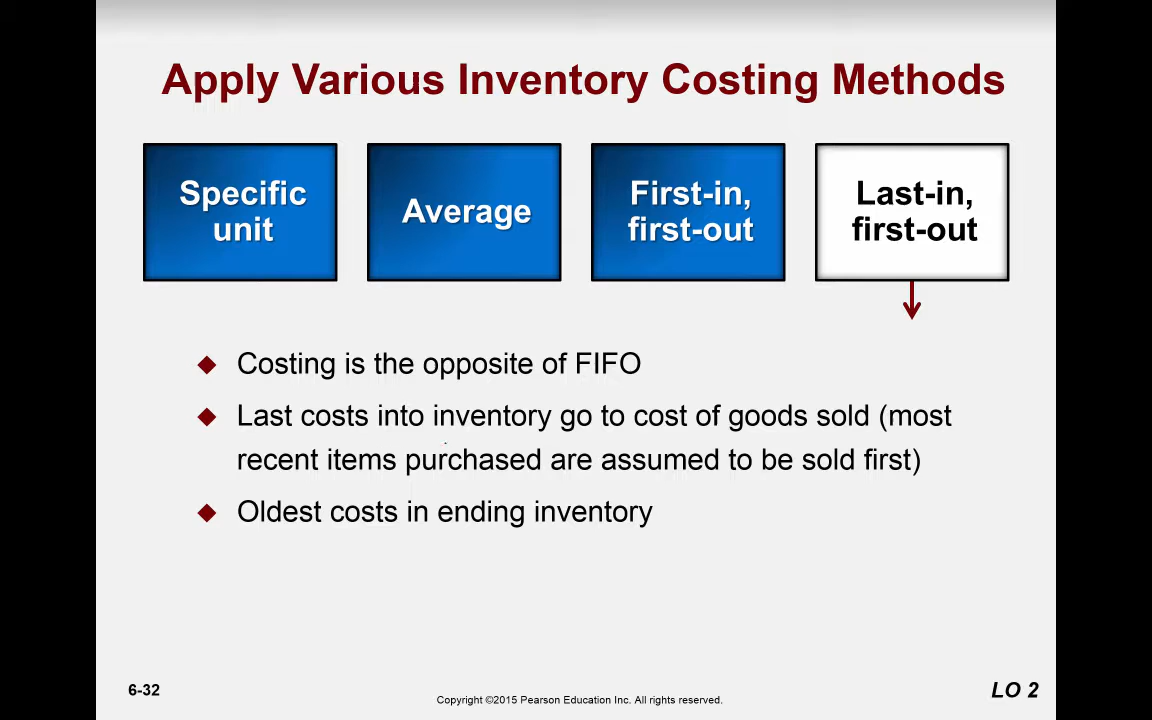 Apply Various Inventory Costing Methods
Specific
unit
Average
First-in,
first-out
Last-in,
first-out
Costing is the opposite of FIFO
Last costs into inventory go to cost of goods sold (most
recent items purchased are assumed to be sold first)
Oldest costs in ending inventory
6-32
Copyright ©2015 Pearson Education Inc. All rights reserved.
LO 2